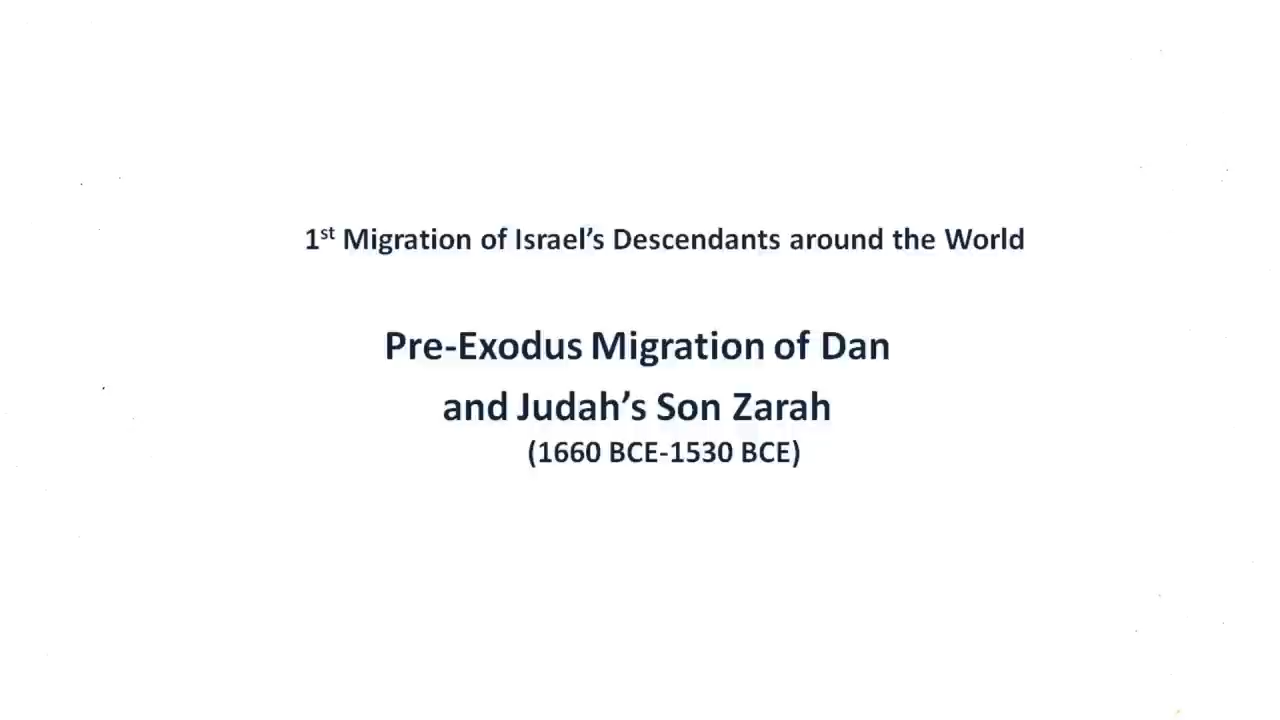 1st Migration of Israel's Descendants around the World
Pre-Exodus Migration of Dan
and Judah's Son Zarah
(1660 BCE-1530 BCE)